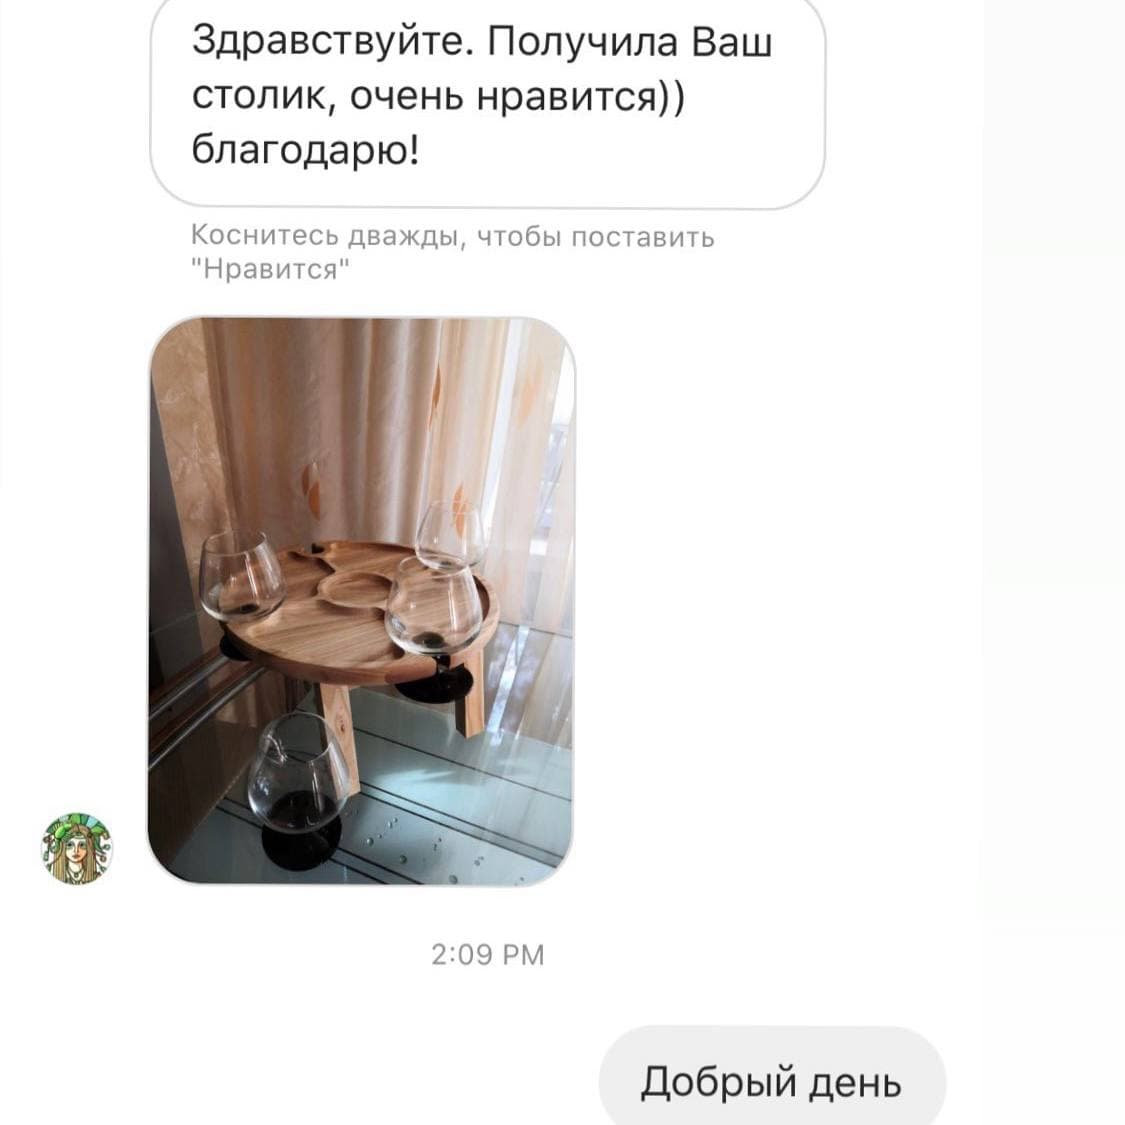 Здравствуйте. Получила Ваш
столик, очень нравится))
благодарю!
Коснитесь дважды, чтобы поставить
"Нравится"
2:09 PM
Добрый день